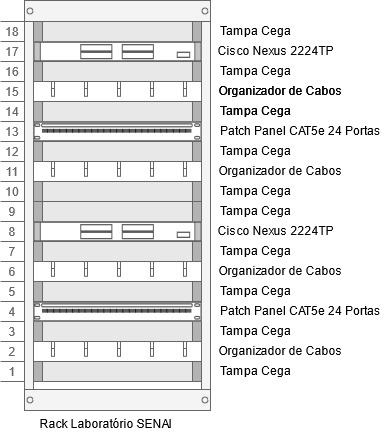 18 Tampa Cega
17 Cisco Nexus 2224TP
16 Tampa Cega
15 Organizador de Cabos
14 Tampa Cega
13 Patch Panel CAT5e 24 Portas
12 Tampa Cega
11 Organizador de Cabos
10 Tampa Cega
9 Tampa Cega
8 Cisco Nexus 2224TP
7 Tampa Cega
6 Organizador de Cabos
5 Tampa Cega
4 Patch Panel CAT5e 24 Portas
3 Tampa Cega
2 Organizador de Cabos
1 Tampa Cega
Rack Laboratório SENAI